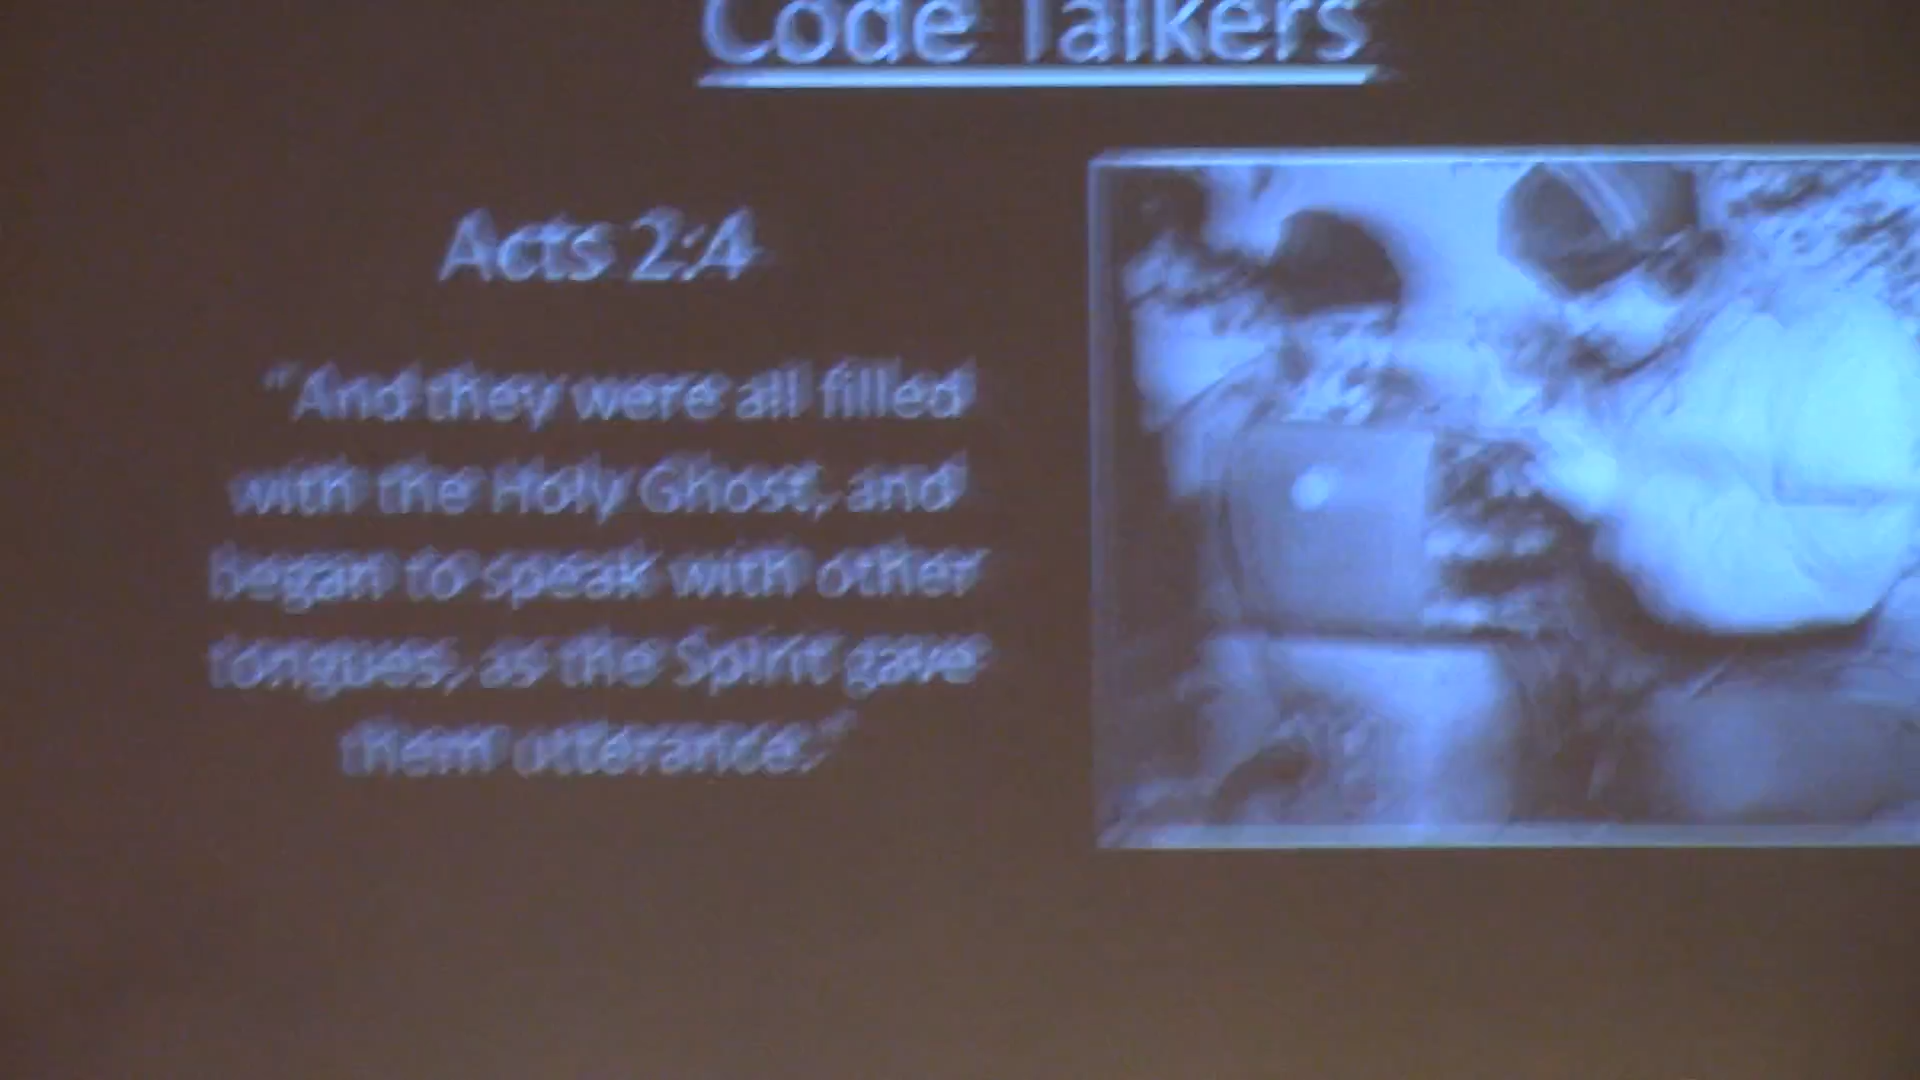 Code Talkers
Acts 2:4
"And they were all filled
with the Holy Ghost, and
began to speak with other
tongues, as the Spirit gave
them utterance."